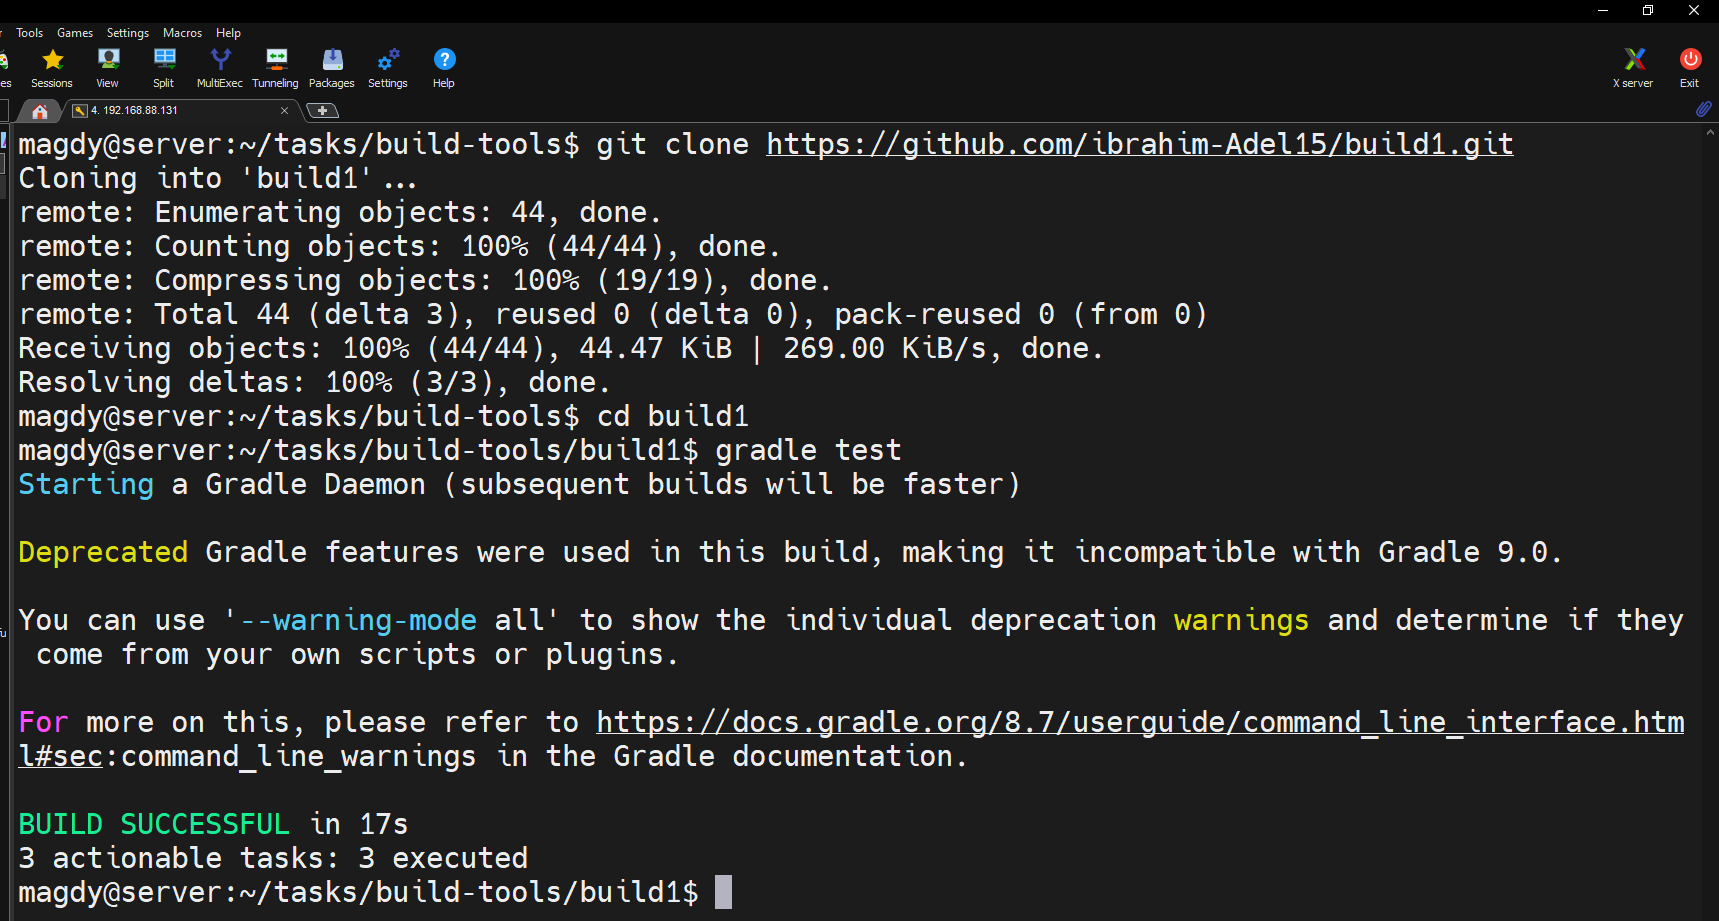 r Tools Games Settings Macros Help
es Sessions View Split MultiExec Tunneling Packages Settings Help X server Exit
4. 192.168.88.131
magdy@server:~/tasks/build-tools$ git clone https://github.com/ibrahim-Adel15/build1.git
Cloning into 'build1'...
remote: Enumerating objects: 44, done.
remote: Counting objects: 100% (44/44), done.
remote: Compressing objects: 100% (19/19), done.
remote: Total 44 (delta 3), reused 0 (delta 0), pack-reused 0 (from 0)
Receiving objects: 100% (44/44), 44.47 KiB | 269.00 KiB/s, done.
Resolving deltas: 100% (3/3), done.
magdy@server:~/tasks/build-tools$ cd build1
magdy@server:~/tasks/build-tools/build1$ gradle test
Starting a Gradle Daemon (subsequent builds will be faster)
Deprecated Gradle features were used in this build, making it incompatible with Gradle 9.0.
You can use '--warning-mode all' to show the individual deprecation warnings and determine if they
come from your own scripts or plugins.
For more on this, please refer to https://docs.gradle.org/8.7/userguide/command_line_interface.htm
l#sec:command_line_warnings in the Gradle documentation.
BUILD SUCCESSFUL in 17s
3 actionable tasks: 3 executed
magdy@server:~/tasks/build-tools/build1$